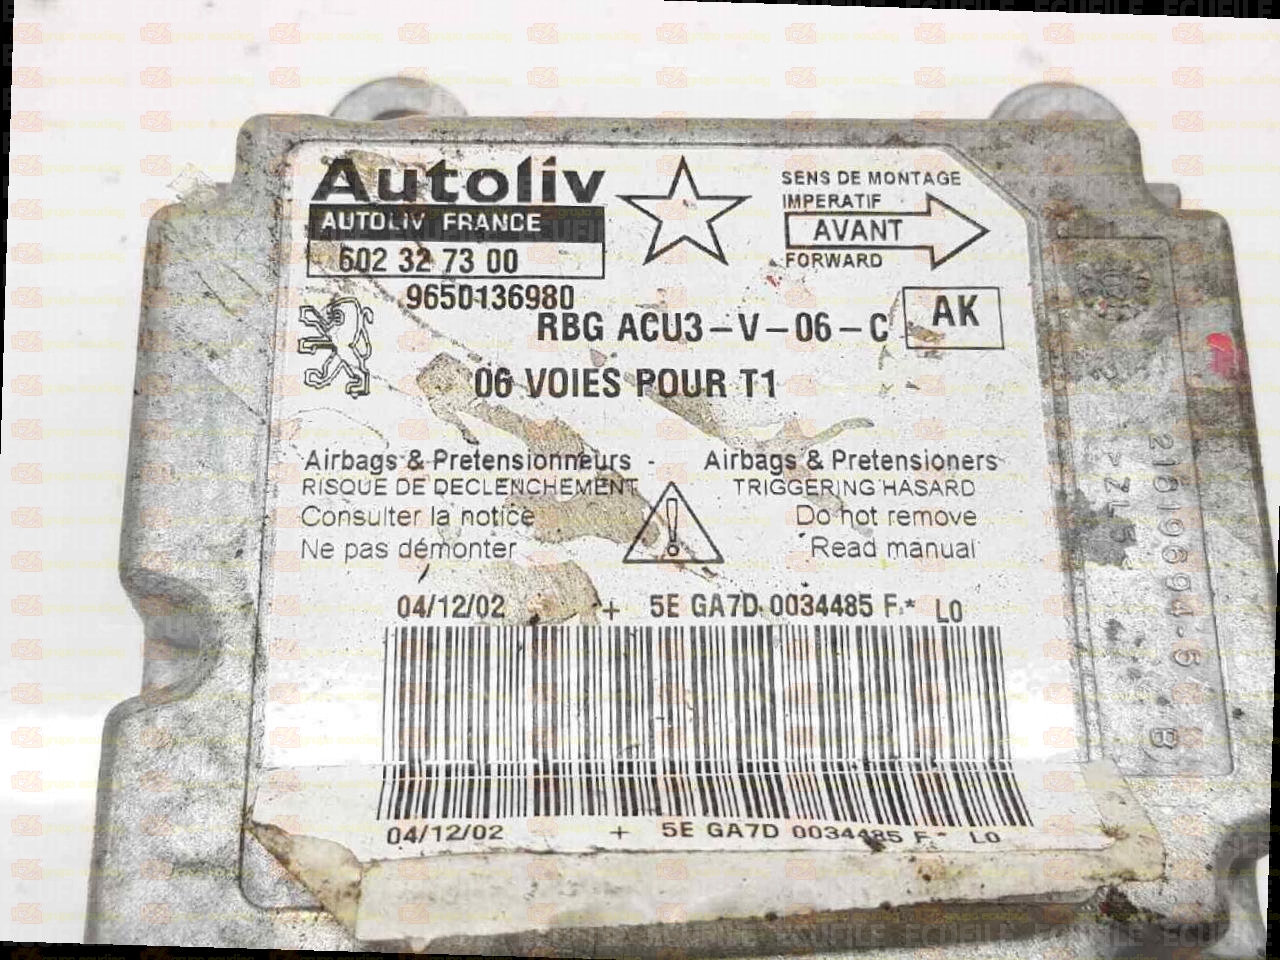 Autoliv
AUTOLIV FRANCE
602 32 73 00
SENS DE MONTAGE
IMPERATIF
AVANT
FORWARD
9650136980
RBG ACU3-V-06-C
AK
06 VOIES POUR T1
Airbags & Pretensionneurs - Airbags & Pretensioners
RISQUE DE DECLENCHEMENT TRIGGERING HASARD
Consulter la notice Do not remove
Ne pas démonter Read manual
04/12/02 + 5E GA7D 0034485 F * L0
04/12/02 + 5E GA7D 0034485 F * L0